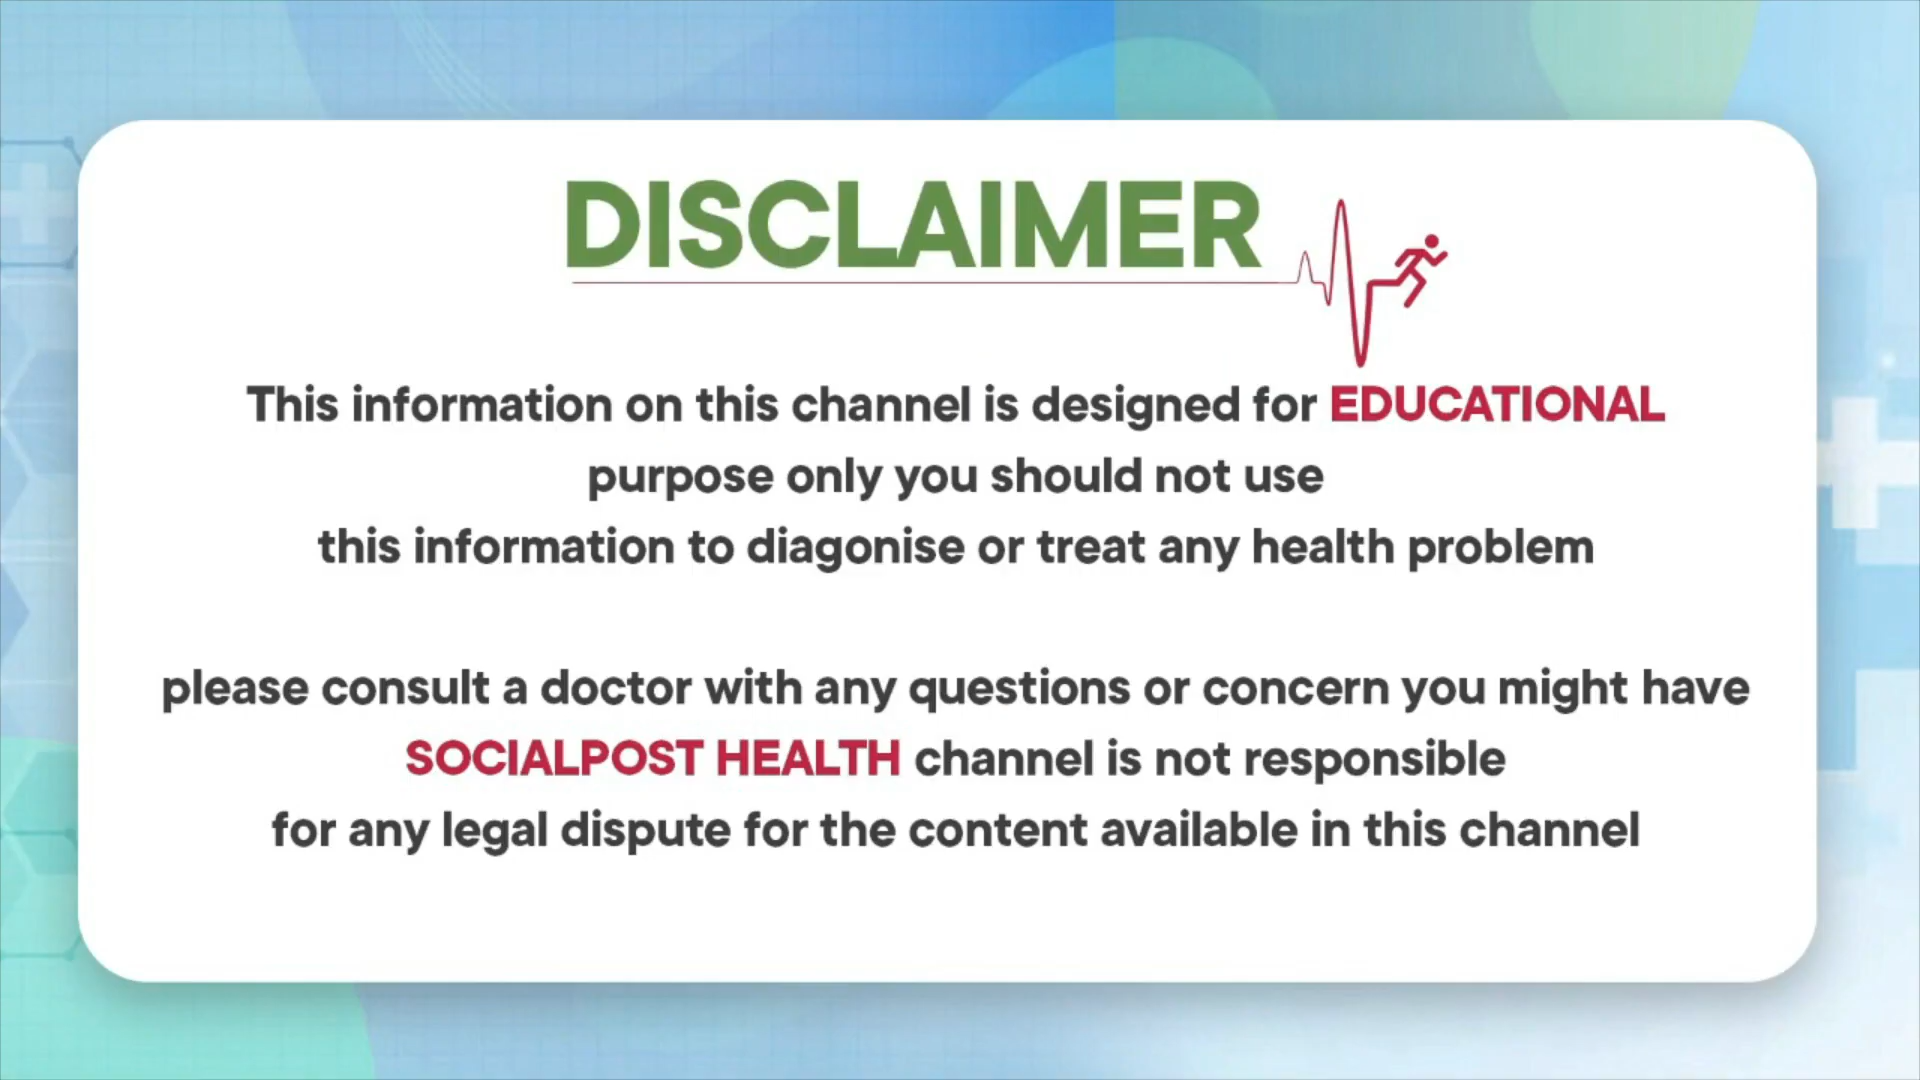 DISCLAIMER
This information on this channel is designed for EDUCATIONAL
purpose only you should not use
this information to diagonise or treat any health problem
please consult a doctor with any questions or concern you might have
SOCIALPOST HEALTH channel is not responsible
for any legal dispute for the content available in this channel